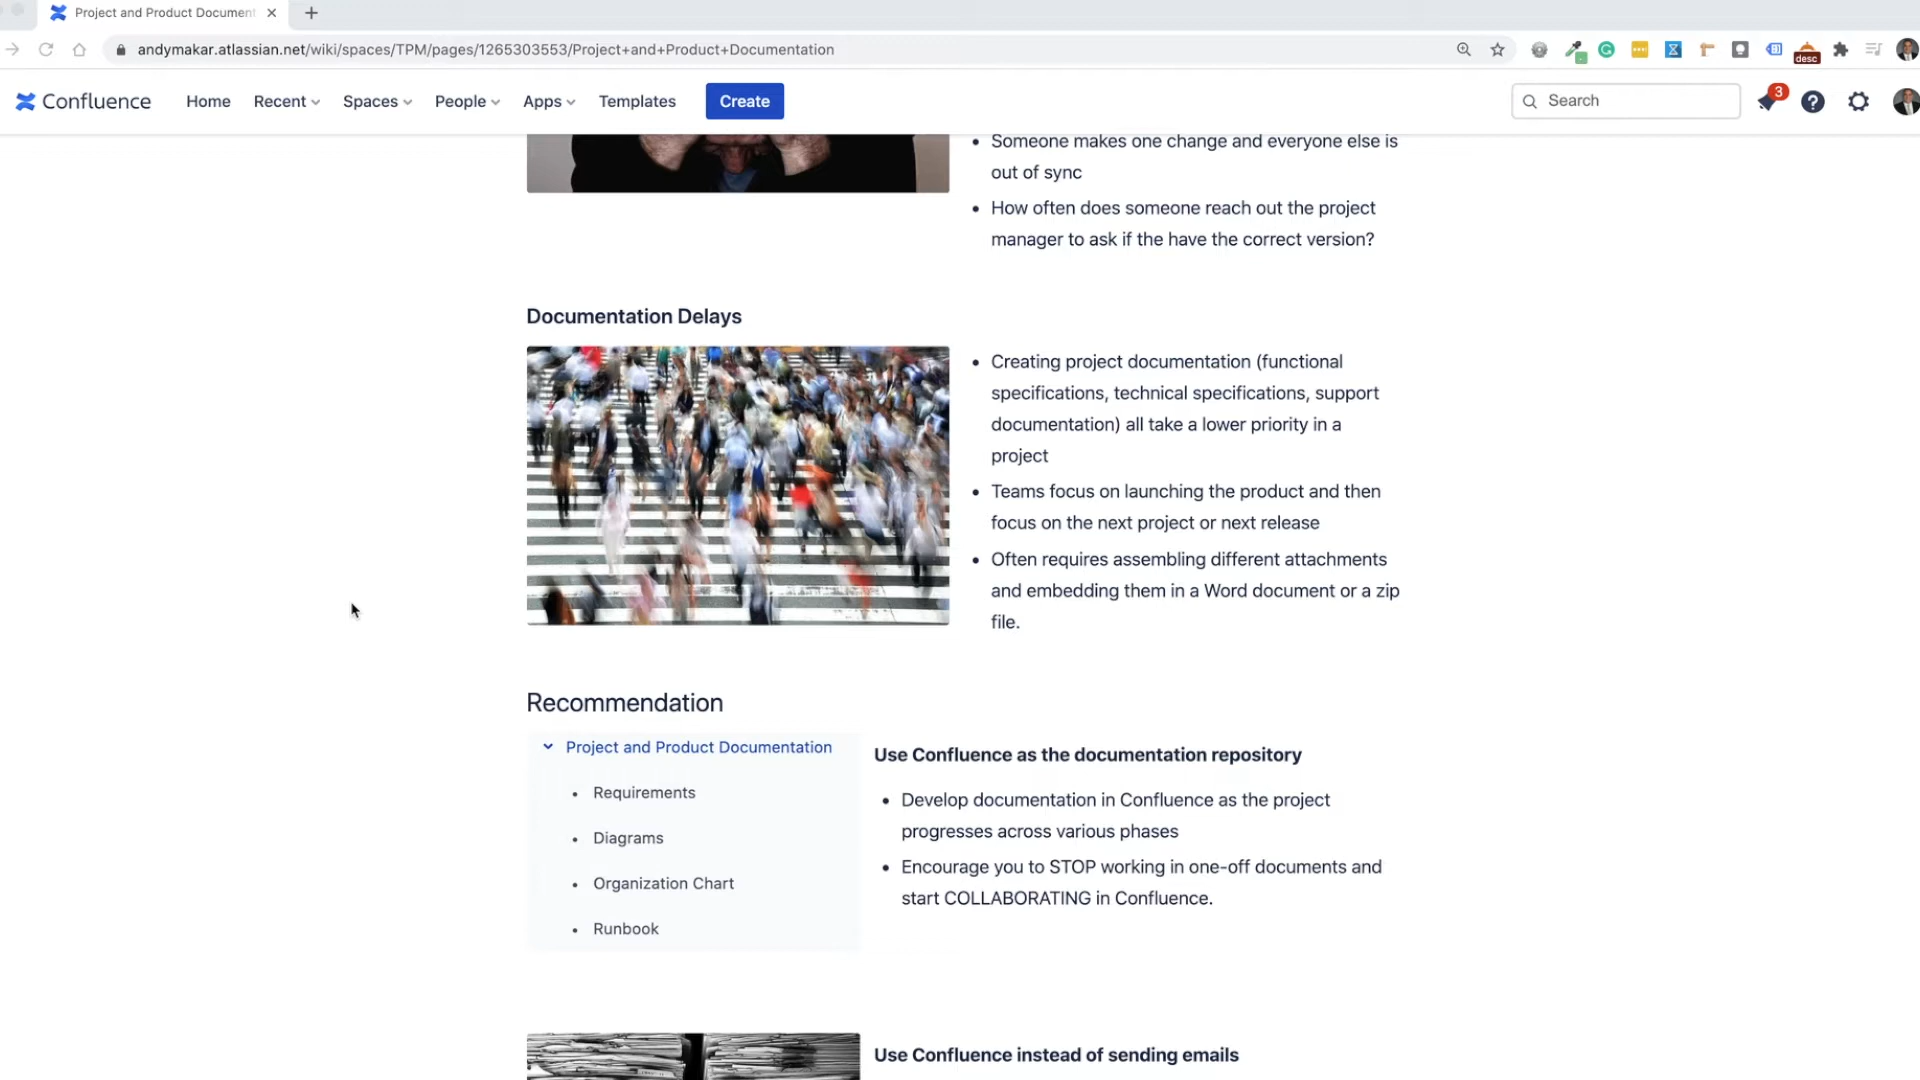 Project and Product Document
andymakar.atlassian.net/wiki/spaces/TPM/pages/1265303553/Project+and+Product+Documentation
desc
Confluence
Home
Recent
Spaces
People
Apps
Templates
Create
Search
3
Someone makes one change and everyone else is
out of sync
How often does someone reach out the project
manager to ask if the have the correct version?
Documentation Delays
Creating project documentation (functional
specifications, technical specifications, support
documentation) all take a lower priority in a
project
Teams focus on launching the product and then
focus on the next project or next release
Often requires assembling different attachments
and embedding them in a Word document or a zip
file.
Recommendation
Project and Product Documentation
Requirements
Diagrams
Organization Chart
Runbook
Use Confluence as the documentation repository
Develop documentation in Confluence as the project
progresses across various phases
Encourage you to STOP working in one-off documents and
start COLLABORATING in Confluence.
Use Confluence instead of sending emails